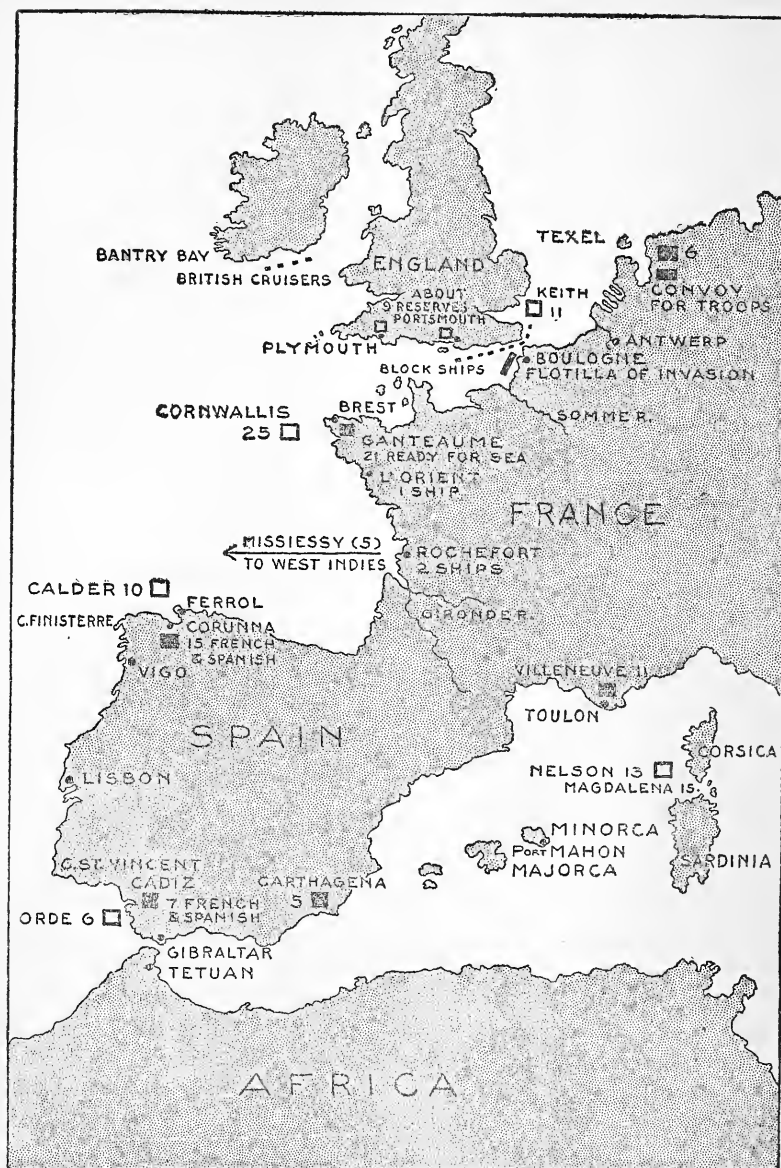 BANTRY BAY
BRITISH CRUISERS
ENGLAND
TEXEL
6
CONVOY
FOR TROOPS
KEITH
11
ABOUT
9 RESERVES
PORTSMOUTH
PLYMOUTH
BLOCK SHIPS
ANTWERP
BOULOGNE
FLOTILLA OF INVASION
SOMMER.
CORNWALLIS
25
BREST
GANTEAUME
21 READY FOR SEA
L'ORIENT
1 SHIP
FRANCE
MISSIESSY (5)
TO WEST INDIES
ROCHEFORT
2 SHIPS
CALDER 10
FERROL
C.FINISTERRE
CORUNNA
15 FRENCH
& SPANISH
VIGO
GIRONDER.
VILLENEUVE 11
TOULON
SPAIN
CORSICA
LISBON
NELSON 13
MAGDALENA IS.
MINORCA
PORT MAHON
MAJORCA
SARDINIA
C.ST.VINCENT
CADIZ
7 FRENCH
& SPANISH
CARTHAGENA
5
ORDE 6
GIBRALTAR
TETUAN
AFRICA